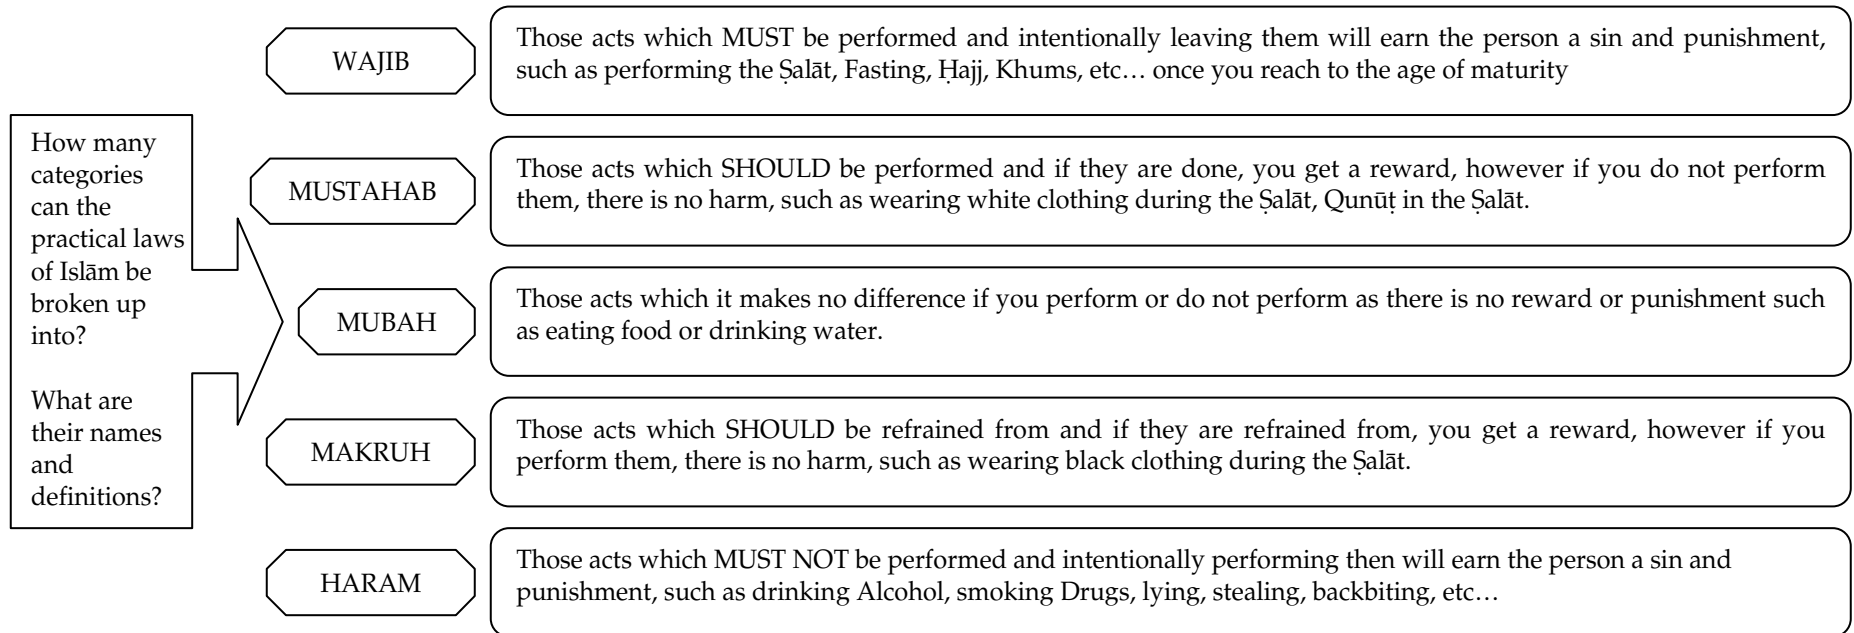 How many
categories
can the
practical laws
of Islām be
broken up
into?
What are
their names
and
definitions?
WAJIB
Those acts which MUST be performed and intentionally leaving them will earn the person a sin and punishment,
such as performing the Ṣalāt, Fasting, Ḥajj, Khums, etc… once you reach to the age of maturity
MUSTAHAB
Those acts which SHOULD be performed and if they are done, you get a reward, however if you do not perform
them, there is no harm, such as wearing white clothing during the Ṣalāt, Qunūṭ in the Ṣalāt.
MUBAH
Those acts which it makes no difference if you perform or do not perform as there is no reward or punishment such
as eating food or drinking water.
MAKRUH
Those acts which SHOULD be refrained from and if they are refrained from, you get a reward, however if you
perform them, there is no harm, such as wearing black clothing during the Ṣalāt.
HARAM
Those acts which MUST NOT be performed and intentionally performing then will earn the person a sin and
punishment, such as drinking Alcohol, smoking Drugs, lying, stealing, backbiting, etc…